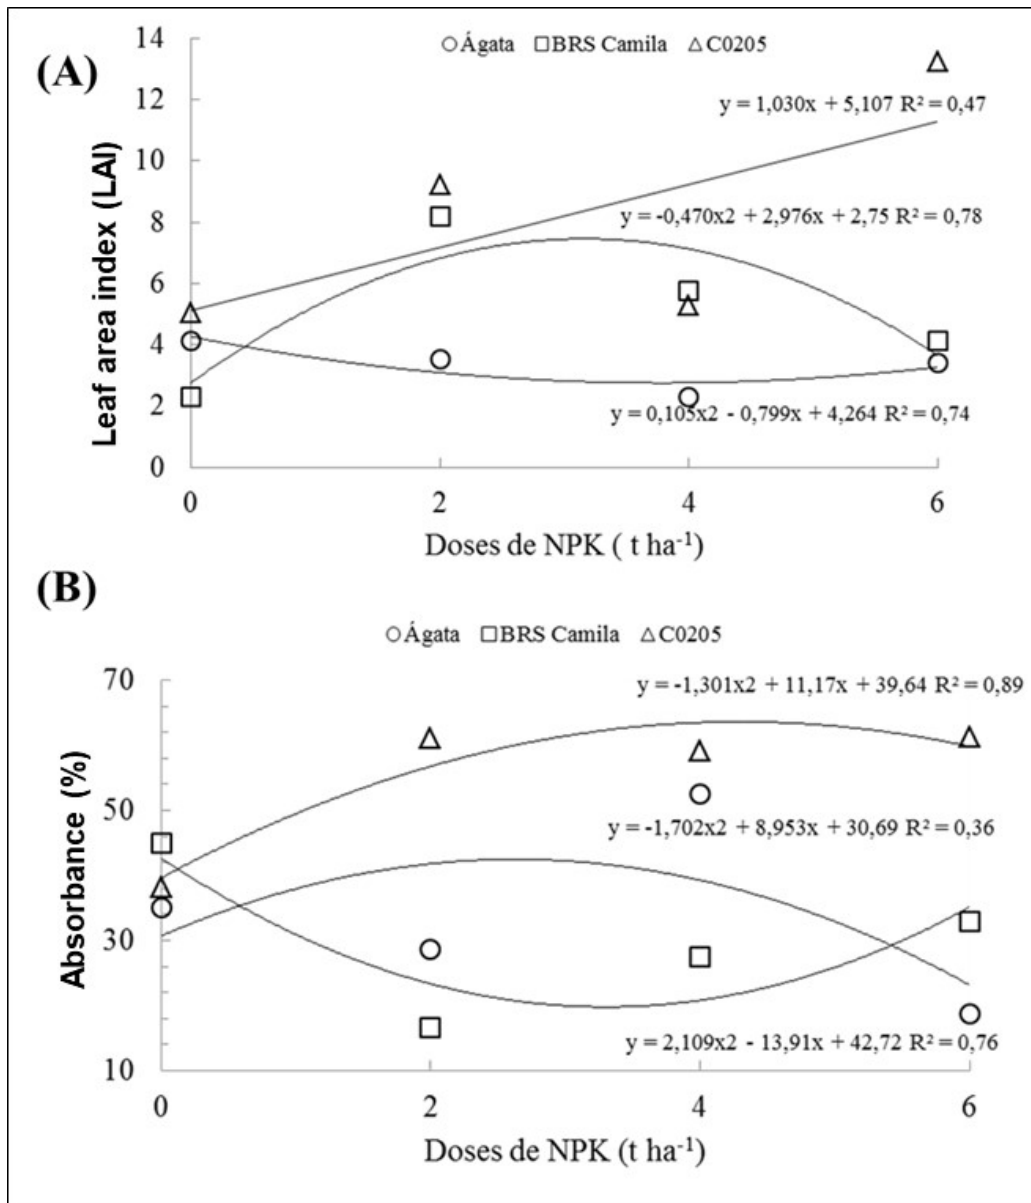 (A)
○Ágata □BRS Camila △C0205
14
12
10
8
6
4
2
0
Leaf area index (LAI)
y = 1,030x + 5,107 R² = 0,47
y = -0,470x2 + 2,976x + 2,75 R² = 0,78
y = 0,105x2 - 0,799x + 4,264 R² = 0,74
0 2 4 6
Doses de NPK ( t ha⁻¹)
(B)
○Ágata □BRS Camila △C0205
70
50
30
10
Absorbance (%)
y = -1,301x2 + 11,17x + 39,64 R² = 0,89
y = -1,702x2 + 8,953x + 30,69 R² = 0,36
y = 2,109x2 - 13,91x + 42,72 R² = 0,76
0 2 4 6
Doses de NPK (t ha⁻¹)